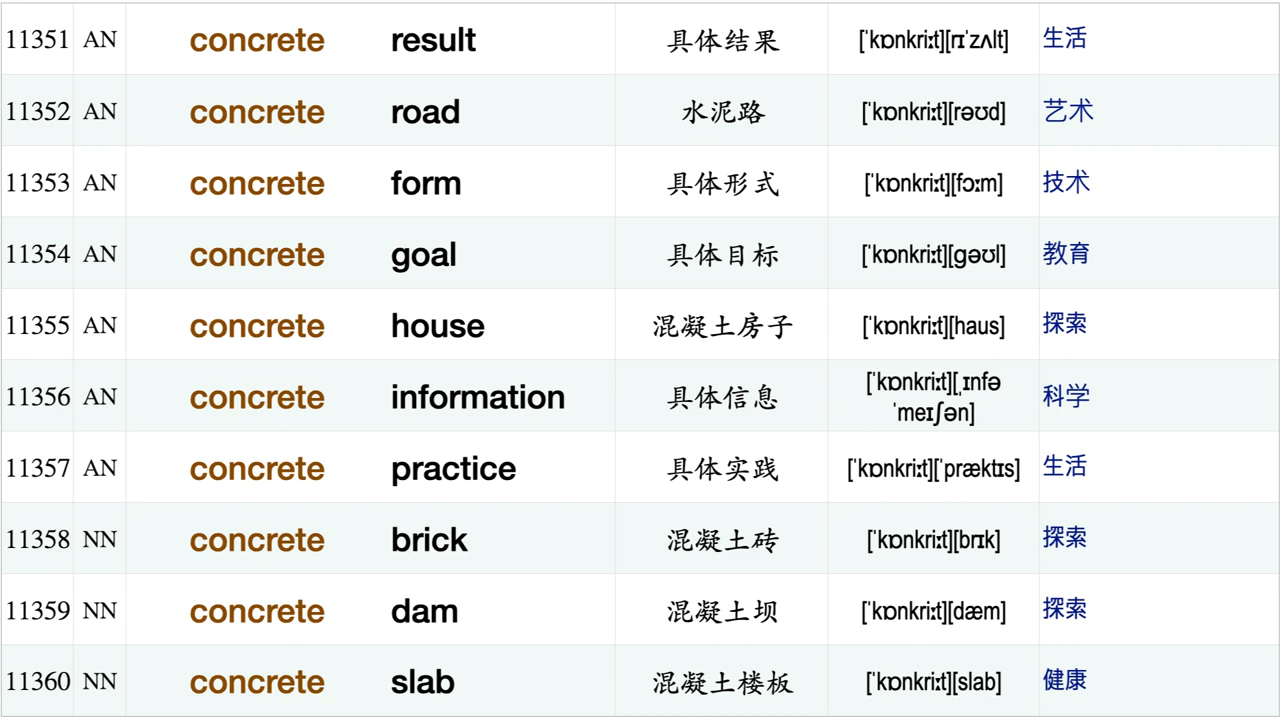 11351 AN concrete result 具体结果 [ˈkɒnkriːt][rɪˈzʌlt] 生活
11352 AN concrete road 水泥路 [ˈkɒnkriːt][rəʊd] 艺术
11353 AN concrete form 具体形式 [ˈkɒnkriːt][fɔːm] 技术
11354 AN concrete goal 具体目标 [ˈkɒnkriːt][ɡəʊl] 教育
11355 AN concrete house 混凝土房子 [ˈkɒnkriːt][haus] 探索
11356 AN concrete information 具体信息 [ˈkɒnkriːt][ˌɪnfə
ˈmeɪʃən] 科学
11357 AN concrete practice 具体实践 [ˈkɒnkriːt][ˈpræktɪs] 生活
11358 NN concrete brick 混凝土砖 [ˈkɒnkriːt][brɪk] 探索
11359 NN concrete dam 混凝土坝 [ˈkɒnkriːt][dæm] 探索
11360 NN concrete slab 混凝土楼板 [ˈkɒnkriːt][slab] 健康